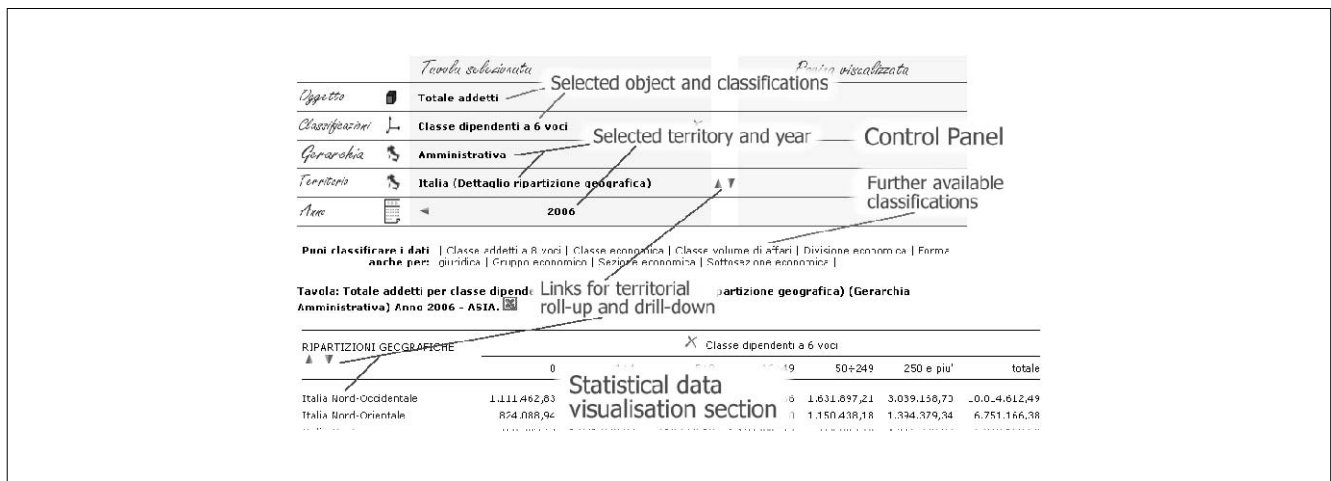 Tavola selezionata
Pagina visualizzata
Selected object and classifications
Oggetto Totale addetti
Classificazioni Classe dipendenti a 6 voci
Selected territory and year
Control Panel
Gerarchia Amministrativa
Territorio Italia (Dettaglio ripartizione geografica)
Further available
classifications
Anno 2006
Puoi classificare i dati | Classe addetti a 8 voci | Classe economica | Classe volume di affari | Divisione economica | Forma
anche per: giuridica | Gruppo economico | Sezione economica | Sottosezione economica |
Tavola: Totale addetti per classe dipende partizione geografica) (Gerarchia
Amministrativa) Anno 2006 - ASIA.
Links for territorial
roll-up and drill-down
RIPARTIZIONI GEOGRAFICHE Classe dipendenti a 6 voci
0 49 50÷249 250 e piu' totale
Statistical data
visualisation section
Italia Nord-Occidentale 1.111.462,83 1.631.897,21
Italia Nord-Orientale 824.088,94 1.150.438,18 1.394.379,34 6.751.166,38